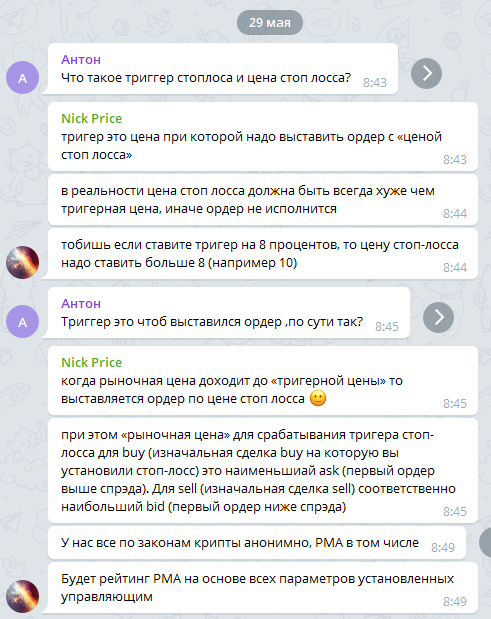 29 мая
Антон
Что такое триггер стоплоса и цена стоп лосса? 8:43
Nick Price
тригер это цена при которой надо выставить ордер с «ценой
стоп лосса»
8:43
в реальности цена стоп лосса должна быть всегда хуже чем
тригерная цена, иначе ордер не исполнится
8:44
тобишь если ставите тригер на 8 процентов, то цену стоп-лосса
надо ставить больше 8 (например 10)
8:44
А
Антон
Триггер это чтоб выставился ордер ,по сути так? 8:45
А
Nick Price
когда рыночная цена доходит до «тригерной цены» то
выставляется ордер по цене стоп лосса 🙂
8:45
при этом «рыночная цена» для срабатывания тригера стоп-
лосса для buy (изначальная сделка buy на которую вы
установили стоп-лосс) это наименьшиай ask (первый ордер
выше спрэда). Для sell (изначальная сделка sell) соответственно
наибольший bid (первый ордер ниже спрэда)
8:45
У нас все по законам крипты анонимно, РМА в том числе 8:49
Будет рейтинг РМА на основе всех параметров установленных
управляющим
8:49